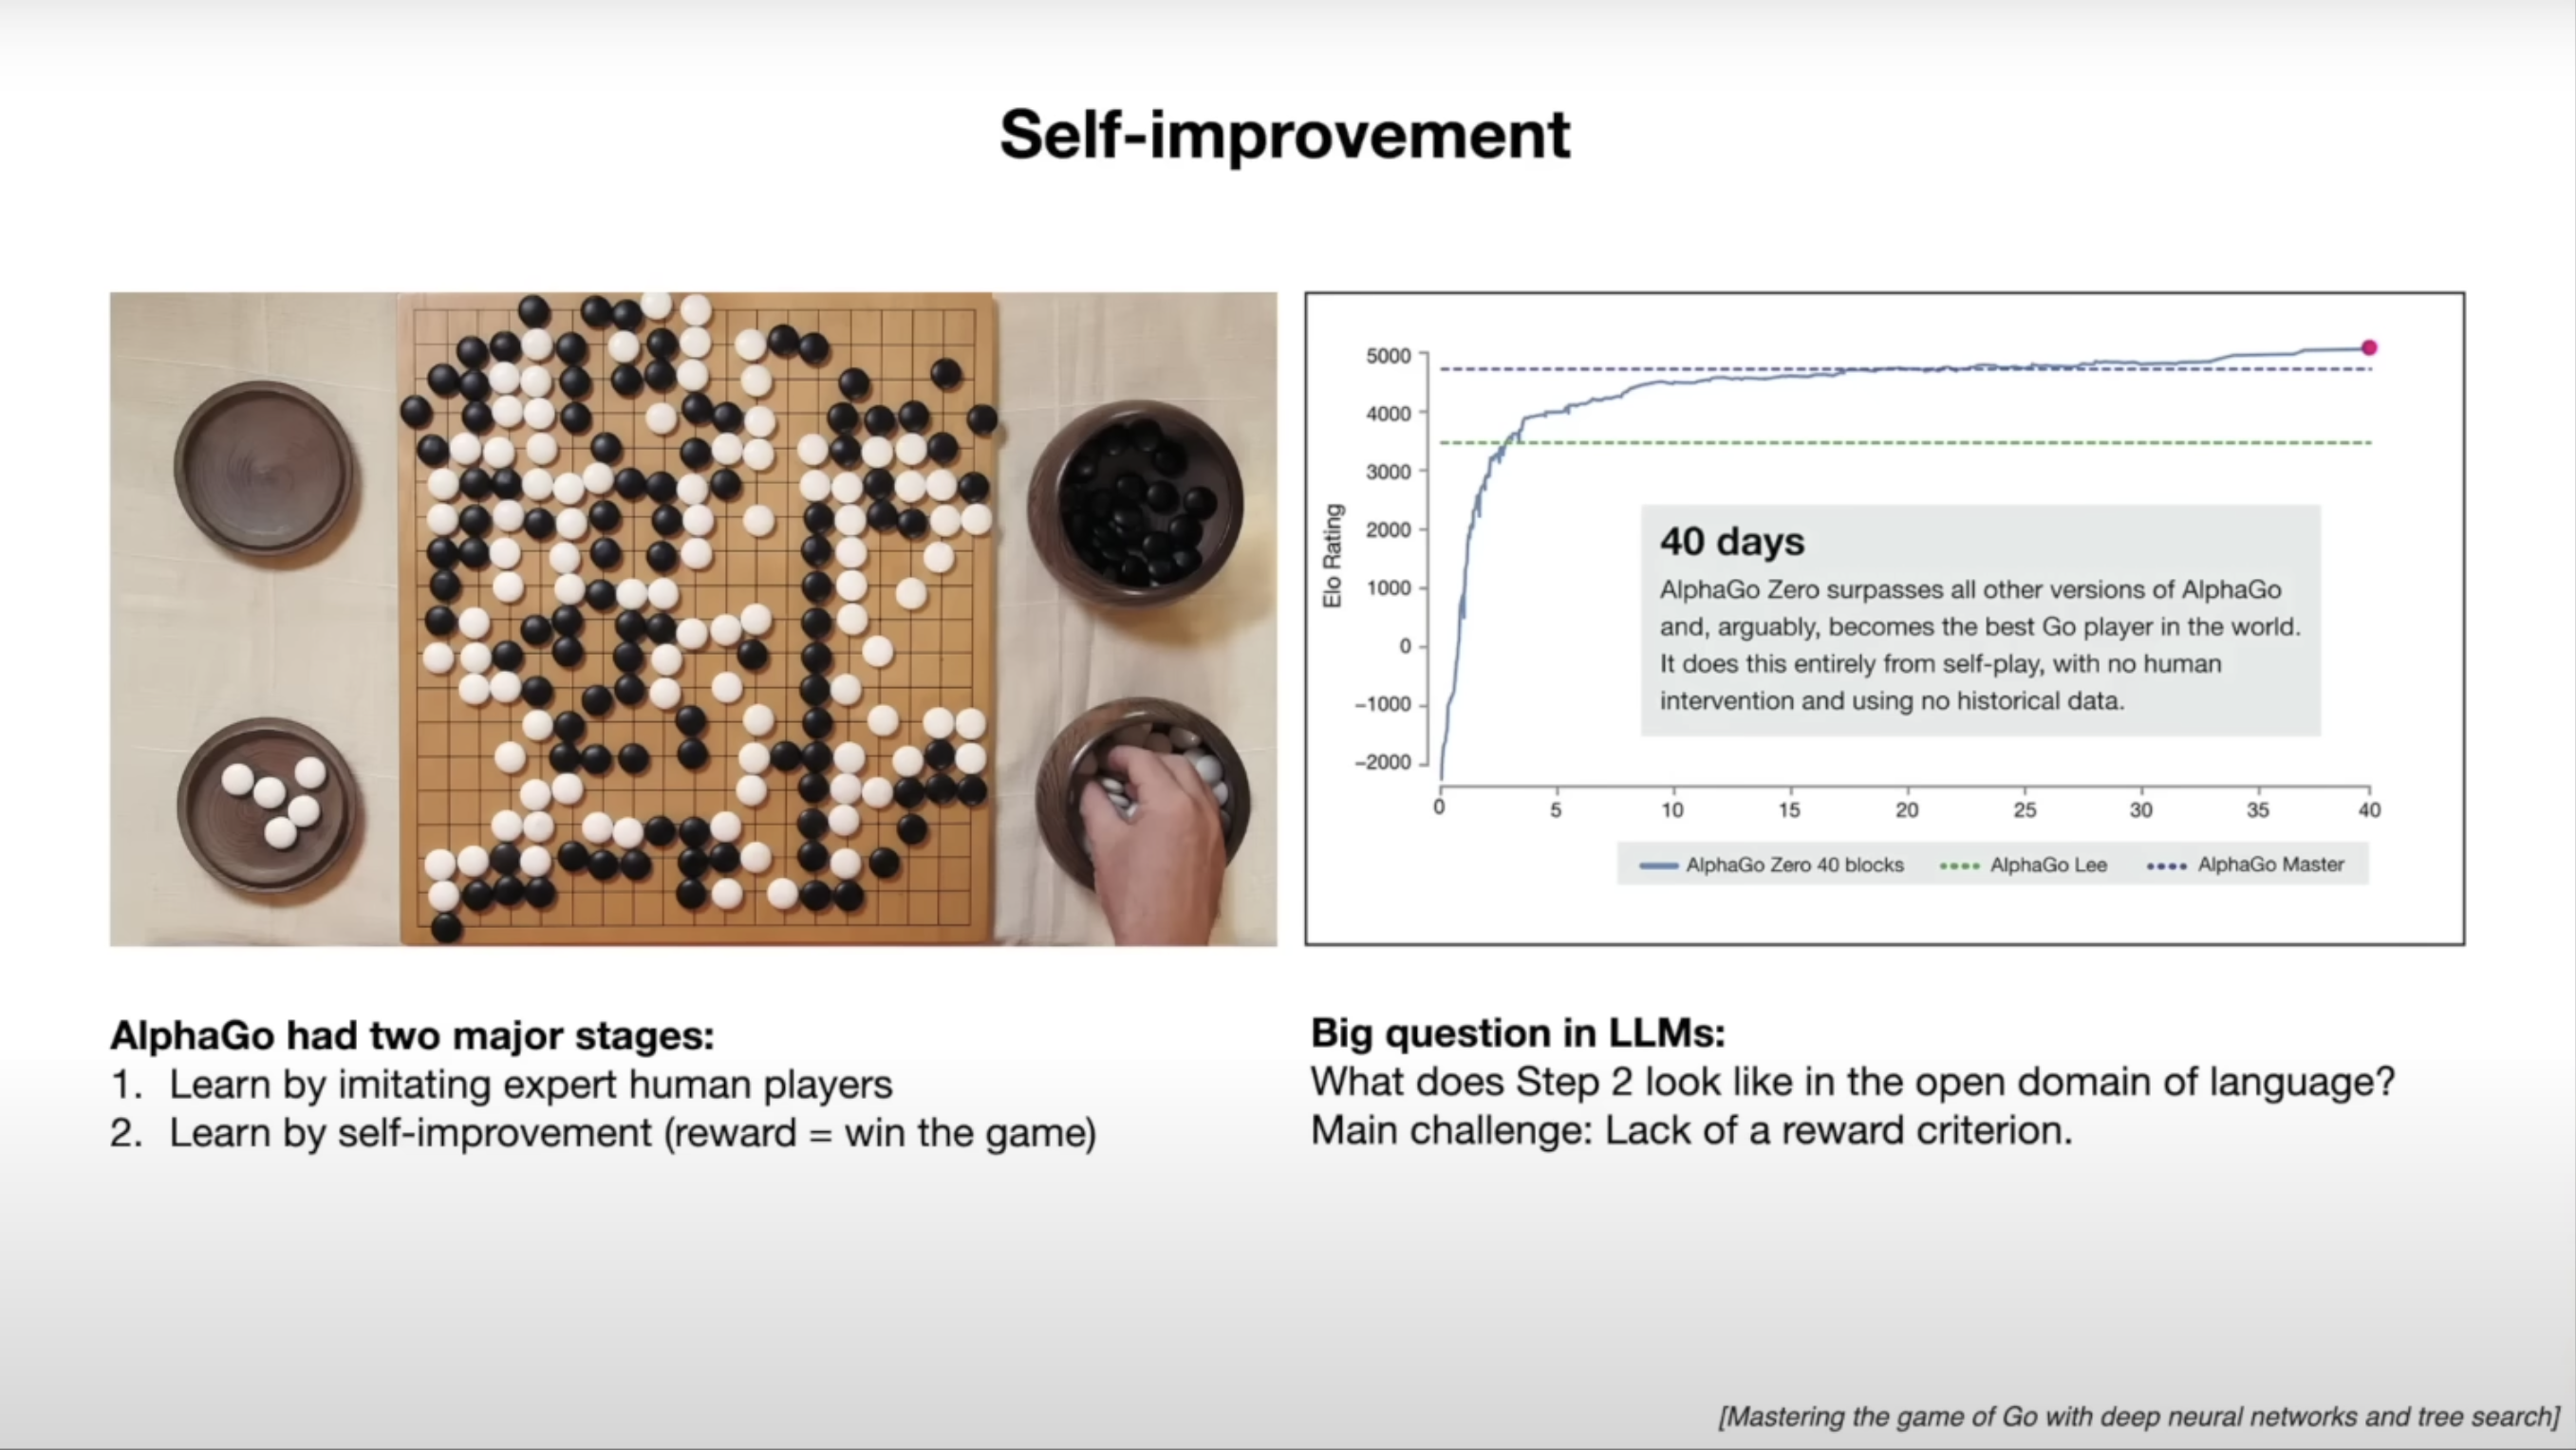 Self-improvement
5000
4000
3000
2000
1000
0
−1000
−2000
Elo Rating
40 days
AlphaGo Zero surpasses all other versions of AlphaGo
and, arguably, becomes the best Go player in the world.
It does this entirely from self-play, with no human
intervention and using no historical data.
0 5 10 15 20 25 30 35 40
AlphaGo Zero 40 blocks AlphaGo Lee AlphaGo Master
AlphaGo had two major stages:
1. Learn by imitating expert human players
2. Learn by self-improvement (reward = win the game)
Big question in LLMs:
What does Step 2 look like in the open domain of language?
Main challenge: Lack of a reward criterion.
[Mastering the game of Go with deep neural networks and tree search]